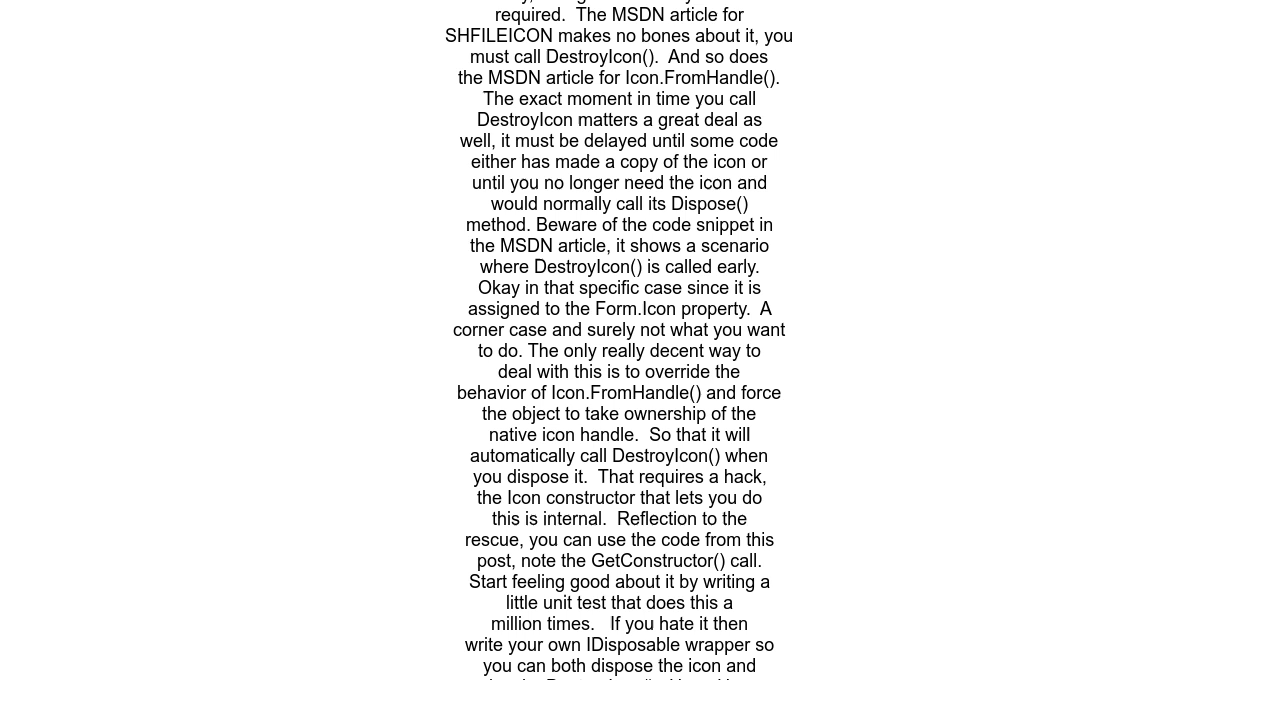 required.  The MSDN article for
SHFILEICON makes no bones about it, you
must call DestroyIcon().  And so does
the MSDN article for Icon.FromHandle().
The exact moment in time you call
DestroyIcon matters a great deal as
well, it must be delayed until some code
either has made a copy of the icon or
until you no longer need the icon and
would normally call its Dispose()
method. Beware of the code snippet in
the MSDN article, it shows a scenario
where DestroyIcon() is called early.
Okay in that specific case since it is
assigned to the Form.Icon property.  A
corner case and surely not what you want
to do. The only really decent way to
deal with this is to override the
behavior of Icon.FromHandle() and force
the object to take ownership of the
native icon handle.  So that it will
automatically call DestroyIcon() when
you dispose it.  That requires a hack,
the Icon constructor that lets you do
this is internal.  Reflection to the
rescue, you can use the code from this
post, note the GetConstructor() call.
Start feeling good about it by writing a
little unit test that does this a
million times.   If you hate it then
write your own IDisposable wrapper so
you can both dispose the icon and